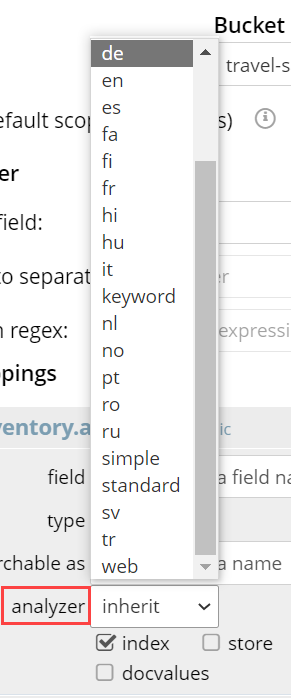 Bucket
de
travel-s
en
es
efault scop
s)
fa
fi
er
fr
hi
field:
hu
it
to separat
er
keyword
nl
n regex:
expressi
no
pt
ppings
ro
ventory.a
ic
ru
simple
field
a field na
standard
type
sv
tr
rchable as
a name
web
analyzer
inherit
index
store
docvalues